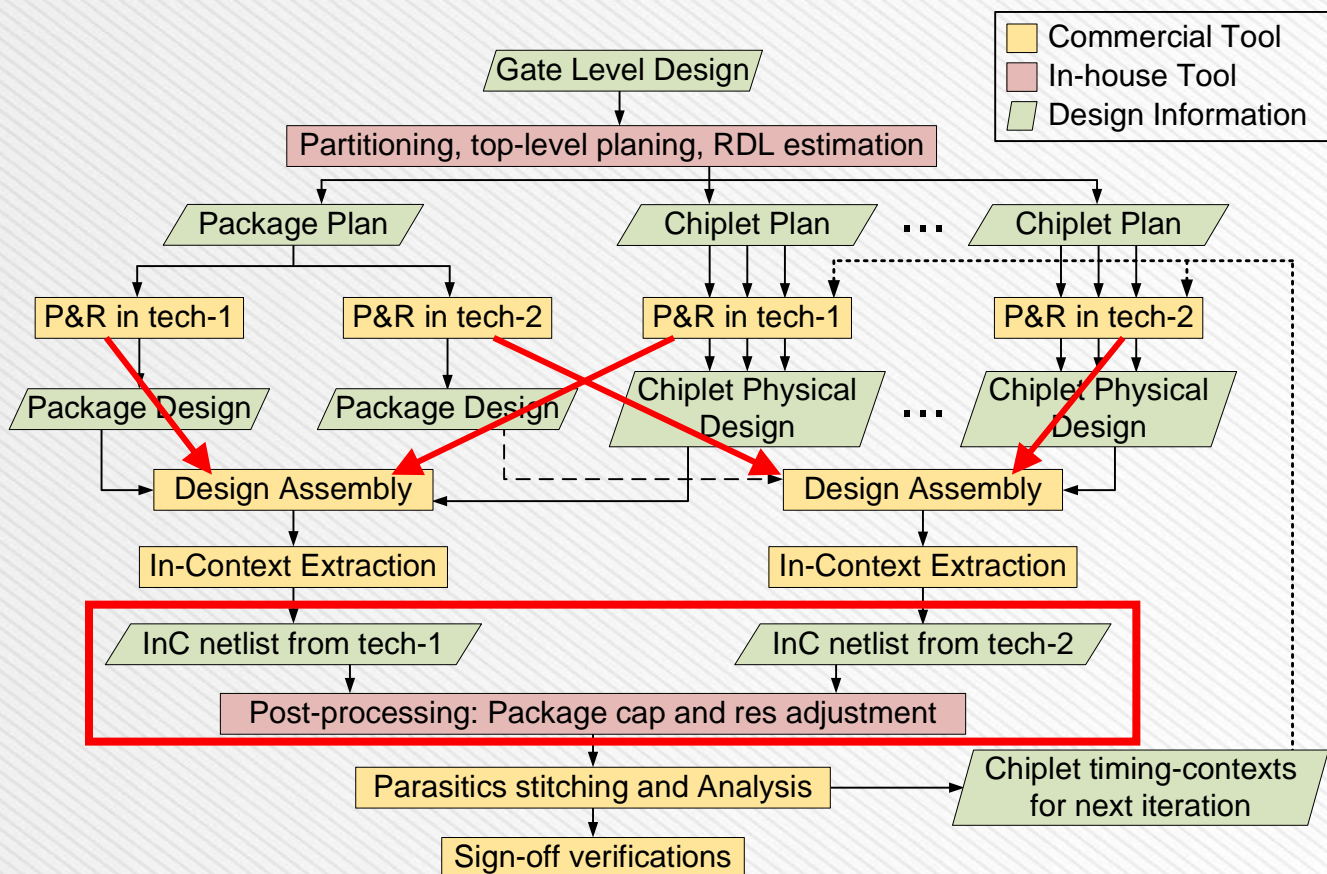 Commercial Tool
In-house Tool
Design Information
Gate Level Design
Partitioning, top-level planing, RDL estimation
Package Plan
Chiplet Plan
...
Chiplet Plan
P&R in tech-1
P&R in tech-2
P&R in tech-1
P&R in tech-2
Package Design
Package Design
Chiplet Physical
Design
...
Chiplet Physical
Design
Design Assembly
Design Assembly
In-Context Extraction
In-Context Extraction
InC netlist from tech-1
InC netlist from tech-2
Post-processing: Package cap and res adjustment
Parasitics stitching and Analysis
Chiplet timing-contexts
for next iteration
Sign-off verifications